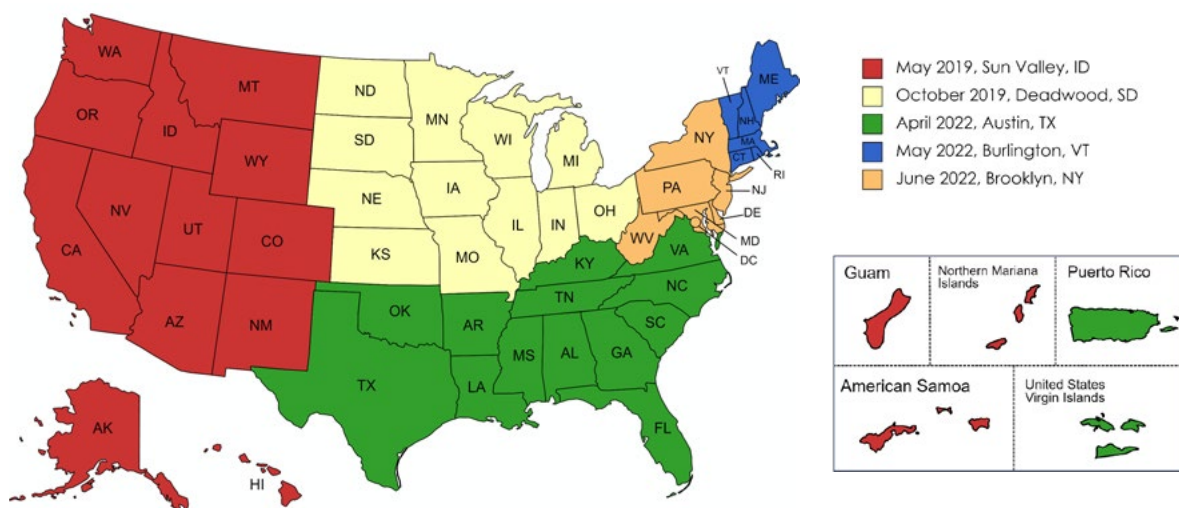 WA
MT
ND
MN
VT
ME
OR
ID
SD
WI
MI
NY
NH
MA
CT
RI
WY
NE
IA
PA
NJ
NV
UT
CO
IL
IN
OH
DE
MD
DC
CA
KS
MO
WV
VA
KY
AZ
NM
OK
AR
TN
NC
SC
MS
AL
GA
TX
LA
FL
AK
HI
May 2019, Sun Valley, ID
October 2019, Deadwood, SD
April 2022, Austin, TX
May 2022, Burlington, VT
June 2022, Brooklyn, NY
Guam
Northern Mariana
Islands
Puerto Rico
American Samoa
United States
Virgin Islands